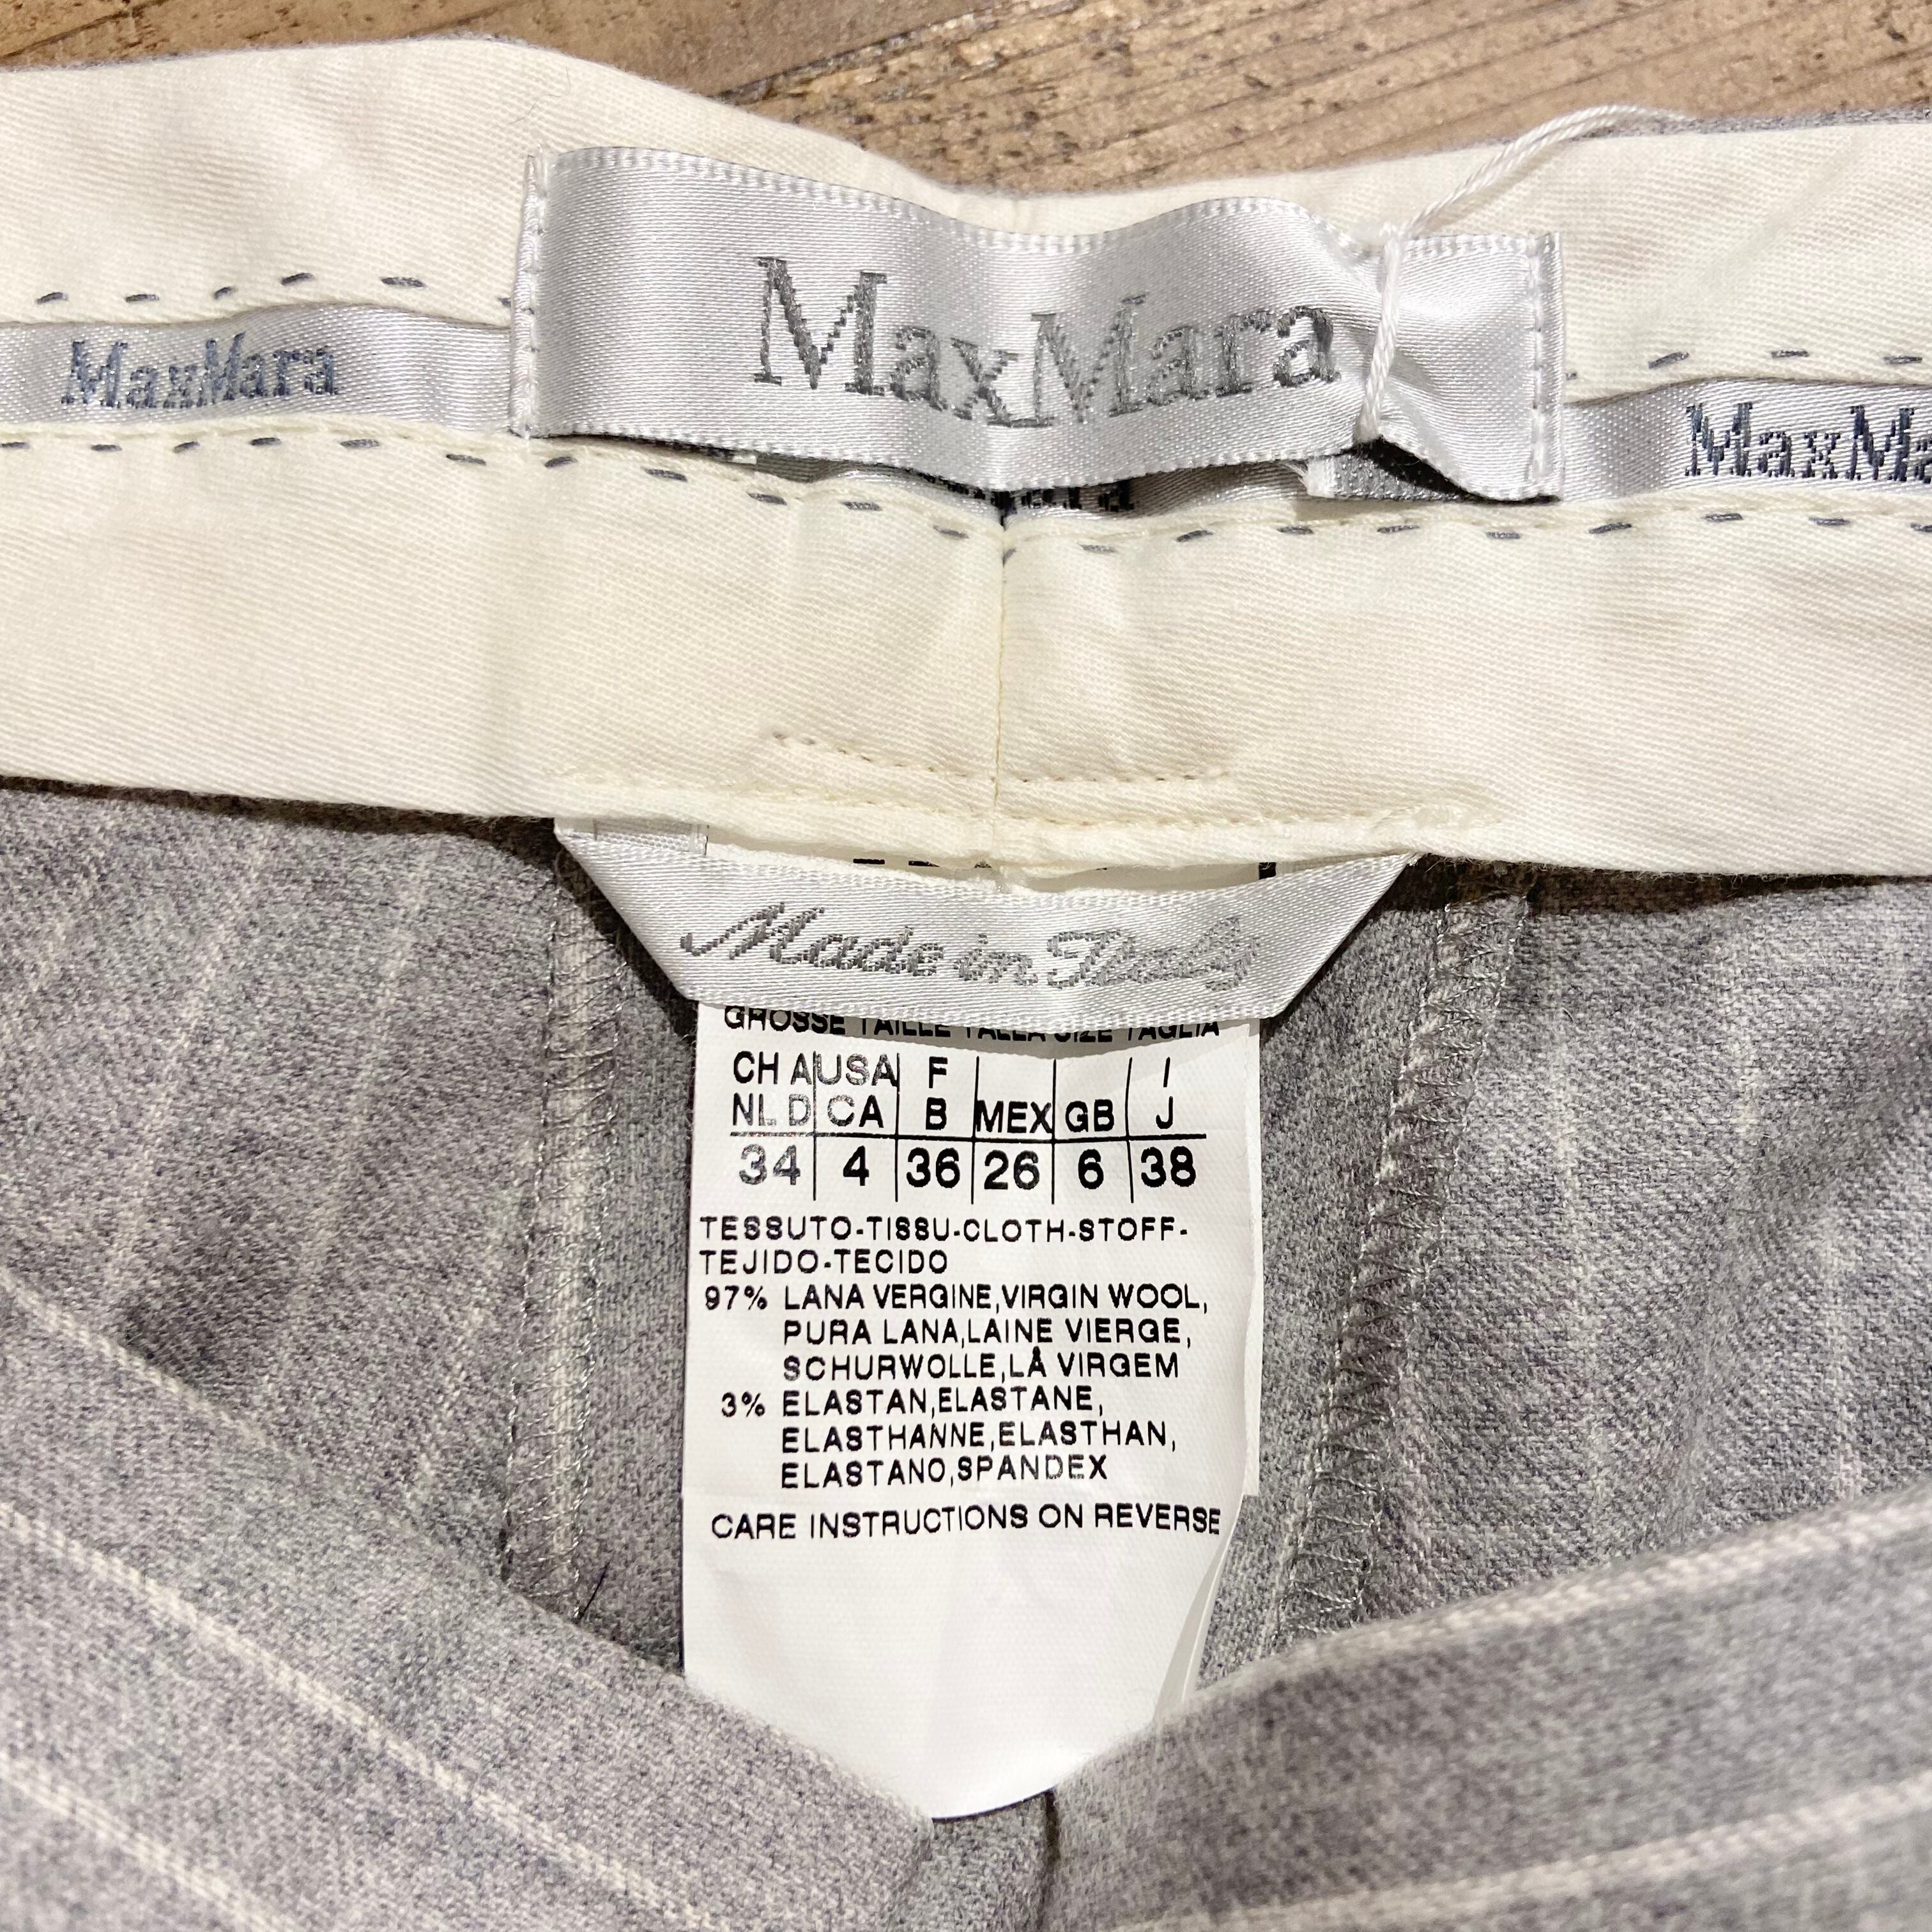 MaxMara
MaxMara
MaxMa
Made in Italy
GROSSE TAILLE TALLA SIZE TAGLIA
CH A USA F I
NL D CA B MEX GB J
34 4 36 26 6 38
TESSUTO-TISSU-CLOTH-STOFF-
TEJIDO-TECIDO
97% LANA VERGINE,VIRGIN WOOL,
PURA LANA,LAINE VIERGE,
SCHURWOLLE,LÅ VIRGEM
3% ELASTAN,ELASTANE,
ELASTHANNE,ELASTHAN,
ELASTANO,SPANDEX
CARE INSTRUCTIONS ON REVERSE